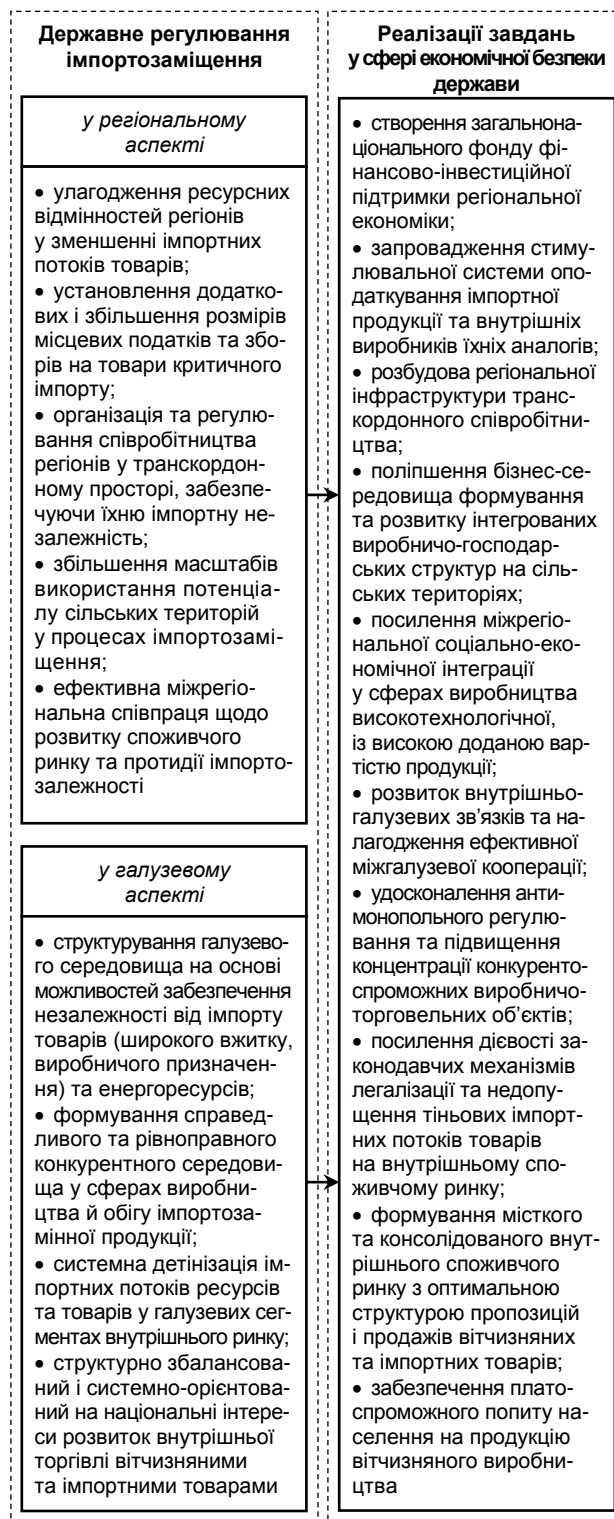 Державне регулювання
імпортозаміщення
у регіональному
аспекті
• улагодження ресурсних
відмінностей регіонів
у зменшенні імпортних
потоків товарів;
• установлення додатко-
вих і збільшення розмірів
місцевих податків та збо-
рів на товари критичного
імпорту;
• організація та регулю-
вання співробітництва
регіонів у транскордон-
ному просторі, забезпе-
чуючи їхню імпортну не-
залежність;
• збільшення масштабів
використання потенціа-
лу сільських територій
у процесах імпортозамі-
щення;
• ефективна міжрегіо-
нальна співпраця щодо
розвитку споживчого
ринку та протидії імпорто-
залежності
у галузевому
аспекті
• структурування галузево-
го середовища на основі
можливостей забезпечення
незалежності від імпорту
товарів (широкого вжитку,
виробничого призначен-
ня) та енергоресурсів;
• формування справед-
ливого та рівноправного
конкурентного середови-
ща у сферах виробни-
цтва й обігу імпортоза-
мінної продукції;
• системна детінізація ім-
портних потоків ресурсів
та товарів у галузевих сег-
ментах внутрішнього ринку;
• структурно збалансова-
ний і системно-орієнтова-
ний на національні інтере-
си розвиток внутрішньої
торгівлі вітчизняними
та імпортними товарами
Реалізації завдань
у сфері економічної безпеки
держави
• створення загальнона-
ціонального фонду фі-
нансово-інвестиційної
підтримки регіональної
економіки;
• запровадження стиму-
лювальної системи опо-
даткування імпортної
продукції та внутрішніх
виробників їхніх аналогів;
• розбудова регіональної
інфраструктури транс-
кордонного співробітни-
цтва;
• поліпшення бізнес-се-
редовища формування
та розвитку інтегрованих
виробничо-господар-
ських структур на сіль-
ських територіях;
• посилення міжрегіо-
нальної соціально-еко-
номічної інтеграції
у сферах виробництва
високотехнологічної,
із високою доданою вар-
тістю продукції;
• розвиток внутрішньо-
галузевих зв’язків та на-
лагодження ефективної
міжгалузевої кооперації;
• удосконалення анти-
монопольного регулю-
вання та підвищення
концентрації конкуренто-
спроможних виробничо-
торговельних об’єктів;
• посилення дієвості за-
конодавчих механізмів
легалізації та недопу-
щення тіньових імпорт-
них потоків товарів
на внутрішньому спо-
живчому ринку;
• формування місткого
та консолідованого внут-
рішнього споживчого
ринку з оптимальною
структурою пропозицій
і продажів вітчизняних
та імпортних товарів;
• забезпечення плато-
спроможного попиту на-
селення на продукцію
вітчизняного виробни-
цтва